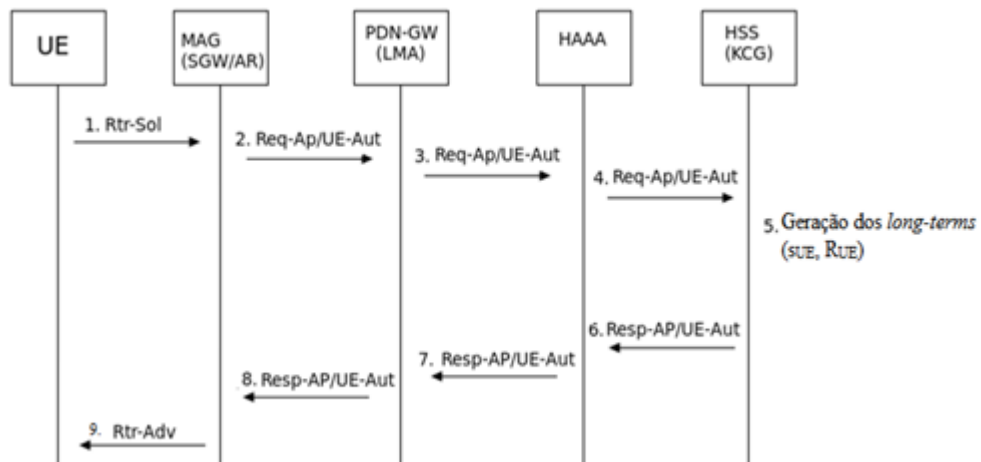 UE
MAG
(SGW/AR)
PDN-GW
(LMA)
HAAA
HSS
(KCG)
1. Rtr-Sol
2. Req-Ap/UE-Aut
3. Req-Ap/UE-Aut
4. Req-Ap/UE-Aut
5. Geração dos long-terms
(sUE, RUE)
6. Resp-AP/UE-Aut
7. Resp-AP/UE-Aut
8. Resp-AP/UE-Aut
9. Rtr-Adv